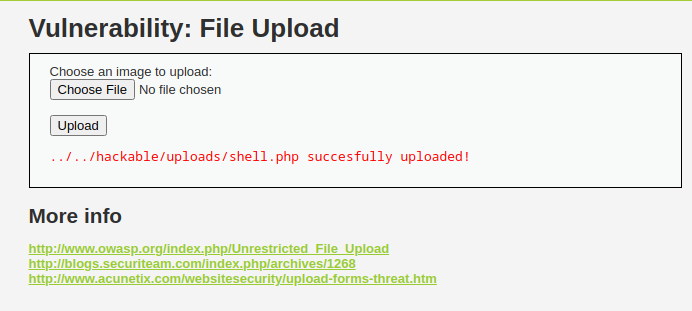 Vulnerability: File Upload
Choose an image to upload:
Choose File No file chosen
Upload
../../hackable/uploads/shell.php succesfully uploaded!
More info
http://www.owasp.org/index.php/Unrestricted_File_Upload
http://blogs.securiteam.com/index.php/archives/1268
http://www.acunetix.com/websitesecurity/upload-forms-threat.htm